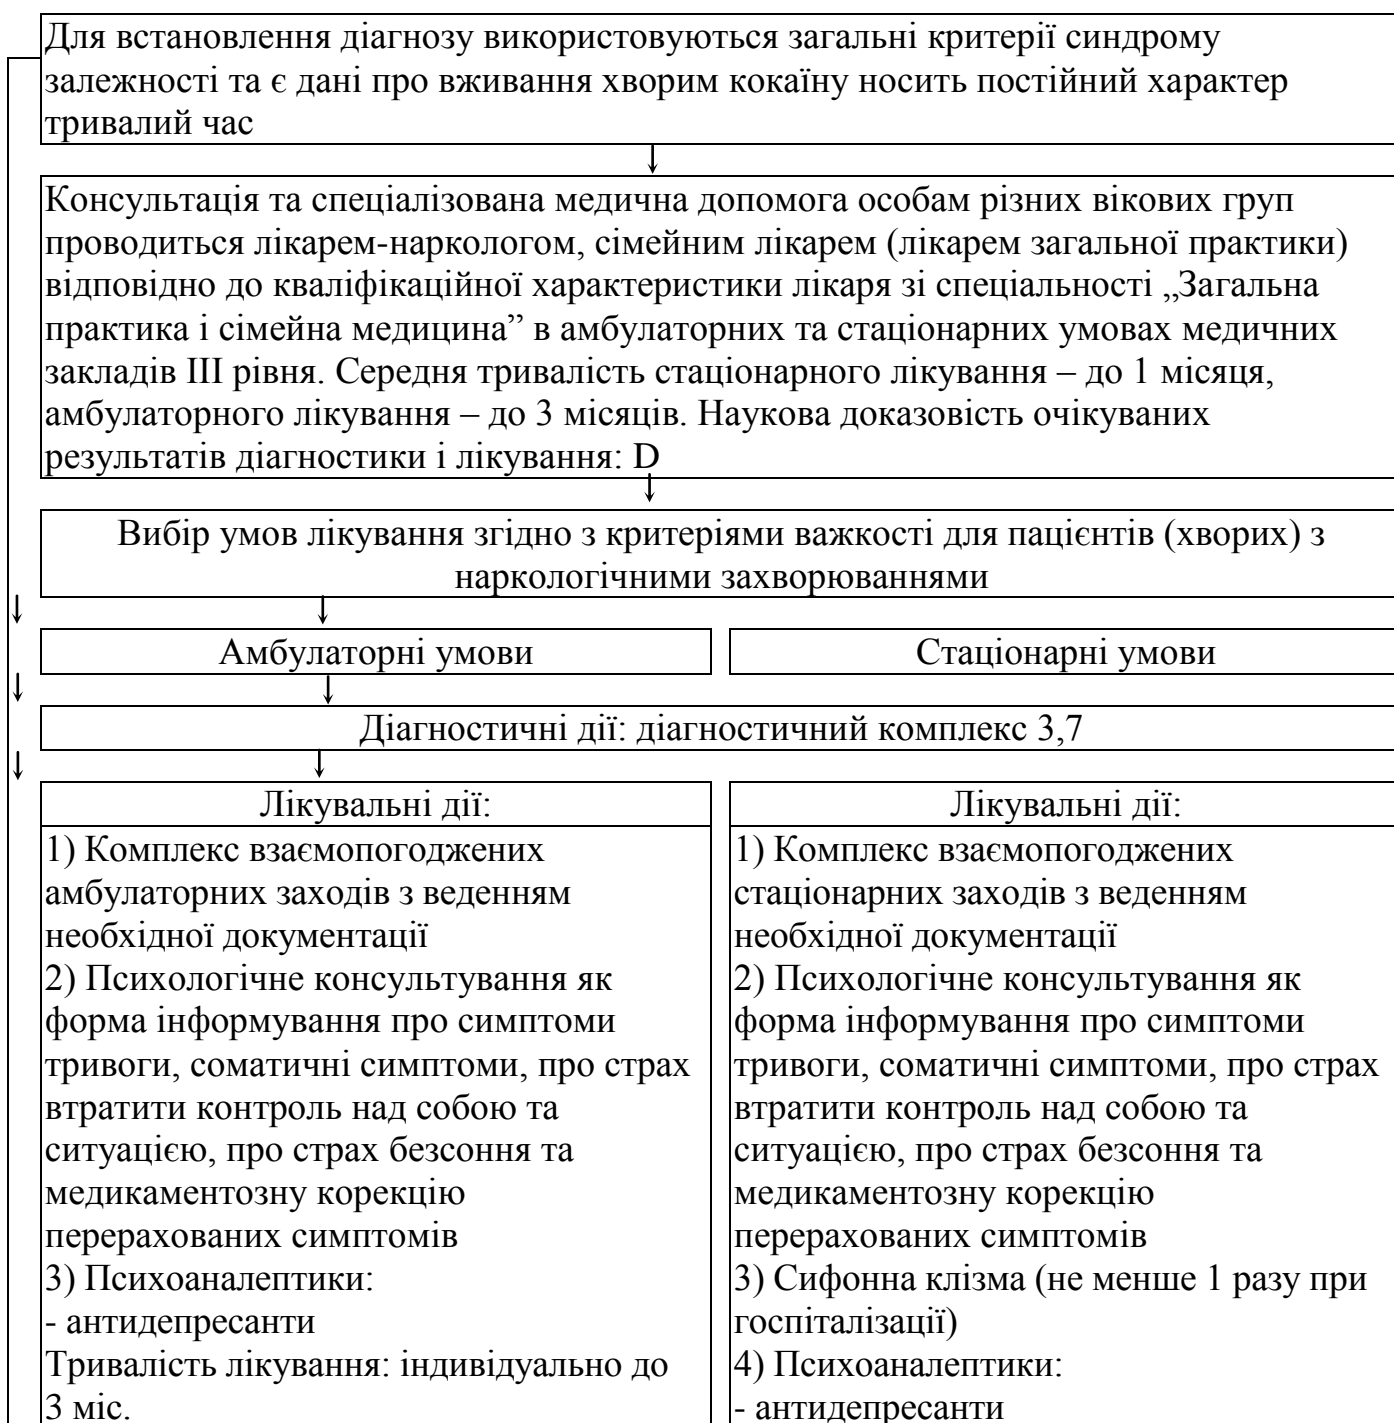 Для встановлення діагнозу використовуються загальні критерії синдрому
залежності та є дані про вживання хворим кокаїну носить постійний характер
тривалий час
Консультація та спеціалізована медична допомога особам різних вікових груп
проводиться лікарем-наркологом, сімейним лікарем (лікарем загальної практики)
відповідно до кваліфікаційної характеристики лікаря зі спеціальності „Загальна
практика і сімейна медицина” в амбулаторних та стаціонарних умовах медичних
закладів III рівня. Середня тривалість стаціонарного лікування – до 1 місяця,
амбулаторного лікування – до 3 місяців. Наукова доказовість очікуваних
результатів діагностики і лікування: D
Вибір умов лікування згідно з критеріями важкості для пацієнтів (хворих) з
наркологічними захворюваннями
Амбулаторні умови
Стаціонарні умови
Діагностичні дії: діагностичний комплекс 3,7
Лікувальні дії:
1) Комплекс взаємопогоджених
амбулаторних заходів з веденням
необхідної документації
2) Психологічне консультування як
форма інформування про симптоми
тривоги, соматичні симптоми, про страх
втратити контроль над собою та
ситуацією, про страх безсоння та
медикаментозну корекцію
перерахованих симптомів
3) Психоаналептики:
- антидепресанти
Тривалість лікування: індивідуально до
3 міс.
Лікувальні дії:
1) Комплекс взаємопогоджених
стаціонарних заходів з веденням
необхідної документації
2) Психологічне консультування як
форма інформування про симптоми
тривоги, соматичні симптоми, про страх
втратити контроль над собою та
ситуацією, про страх безсоння та
медикаментозну корекцію
перерахованих симптомів
3) Сифонна клізма (не менше 1 разу при
госпіталізації)
4) Психоаналептики:
- антидепресанти